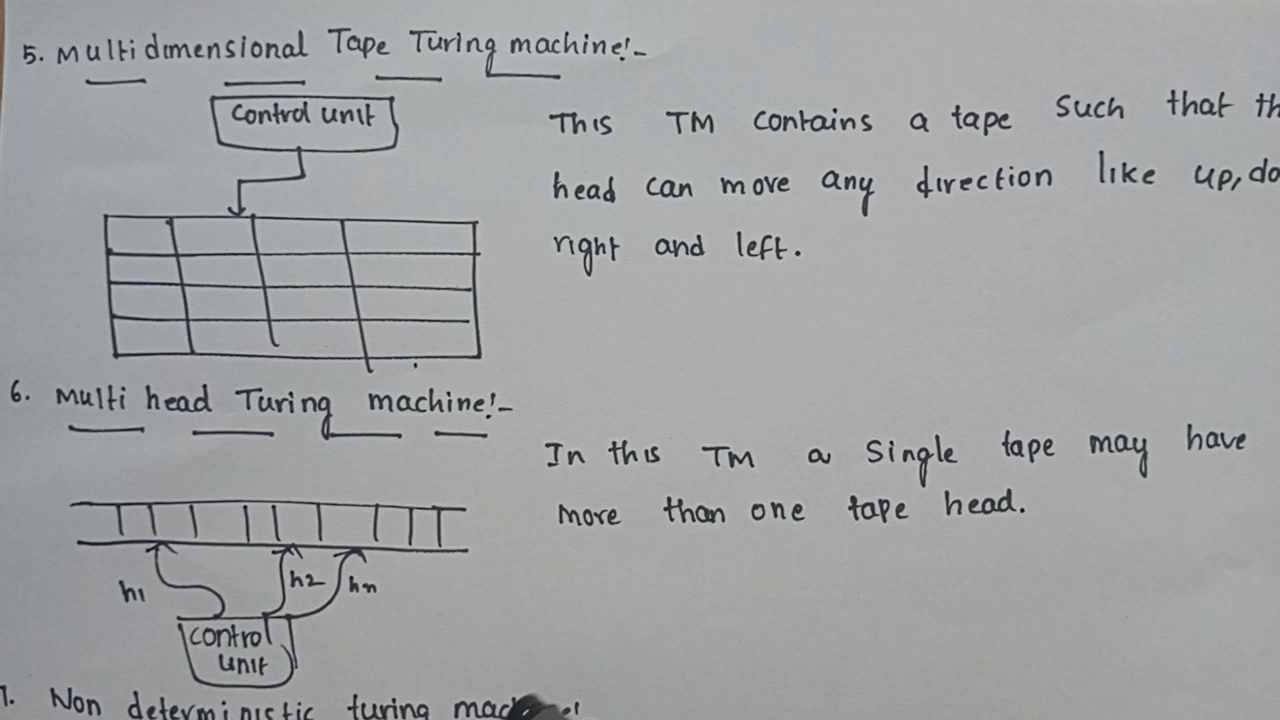 5. Multidimensional Tape Turing machine!-
control unit
This TM contains a tape such that th
head can move any direction like up, do
right and left.
6. Multi head Turing machine!-
In this TM a single tape may have
more than one tape head.
h1
h2
hn
control
unit
7. Non deterministic turing